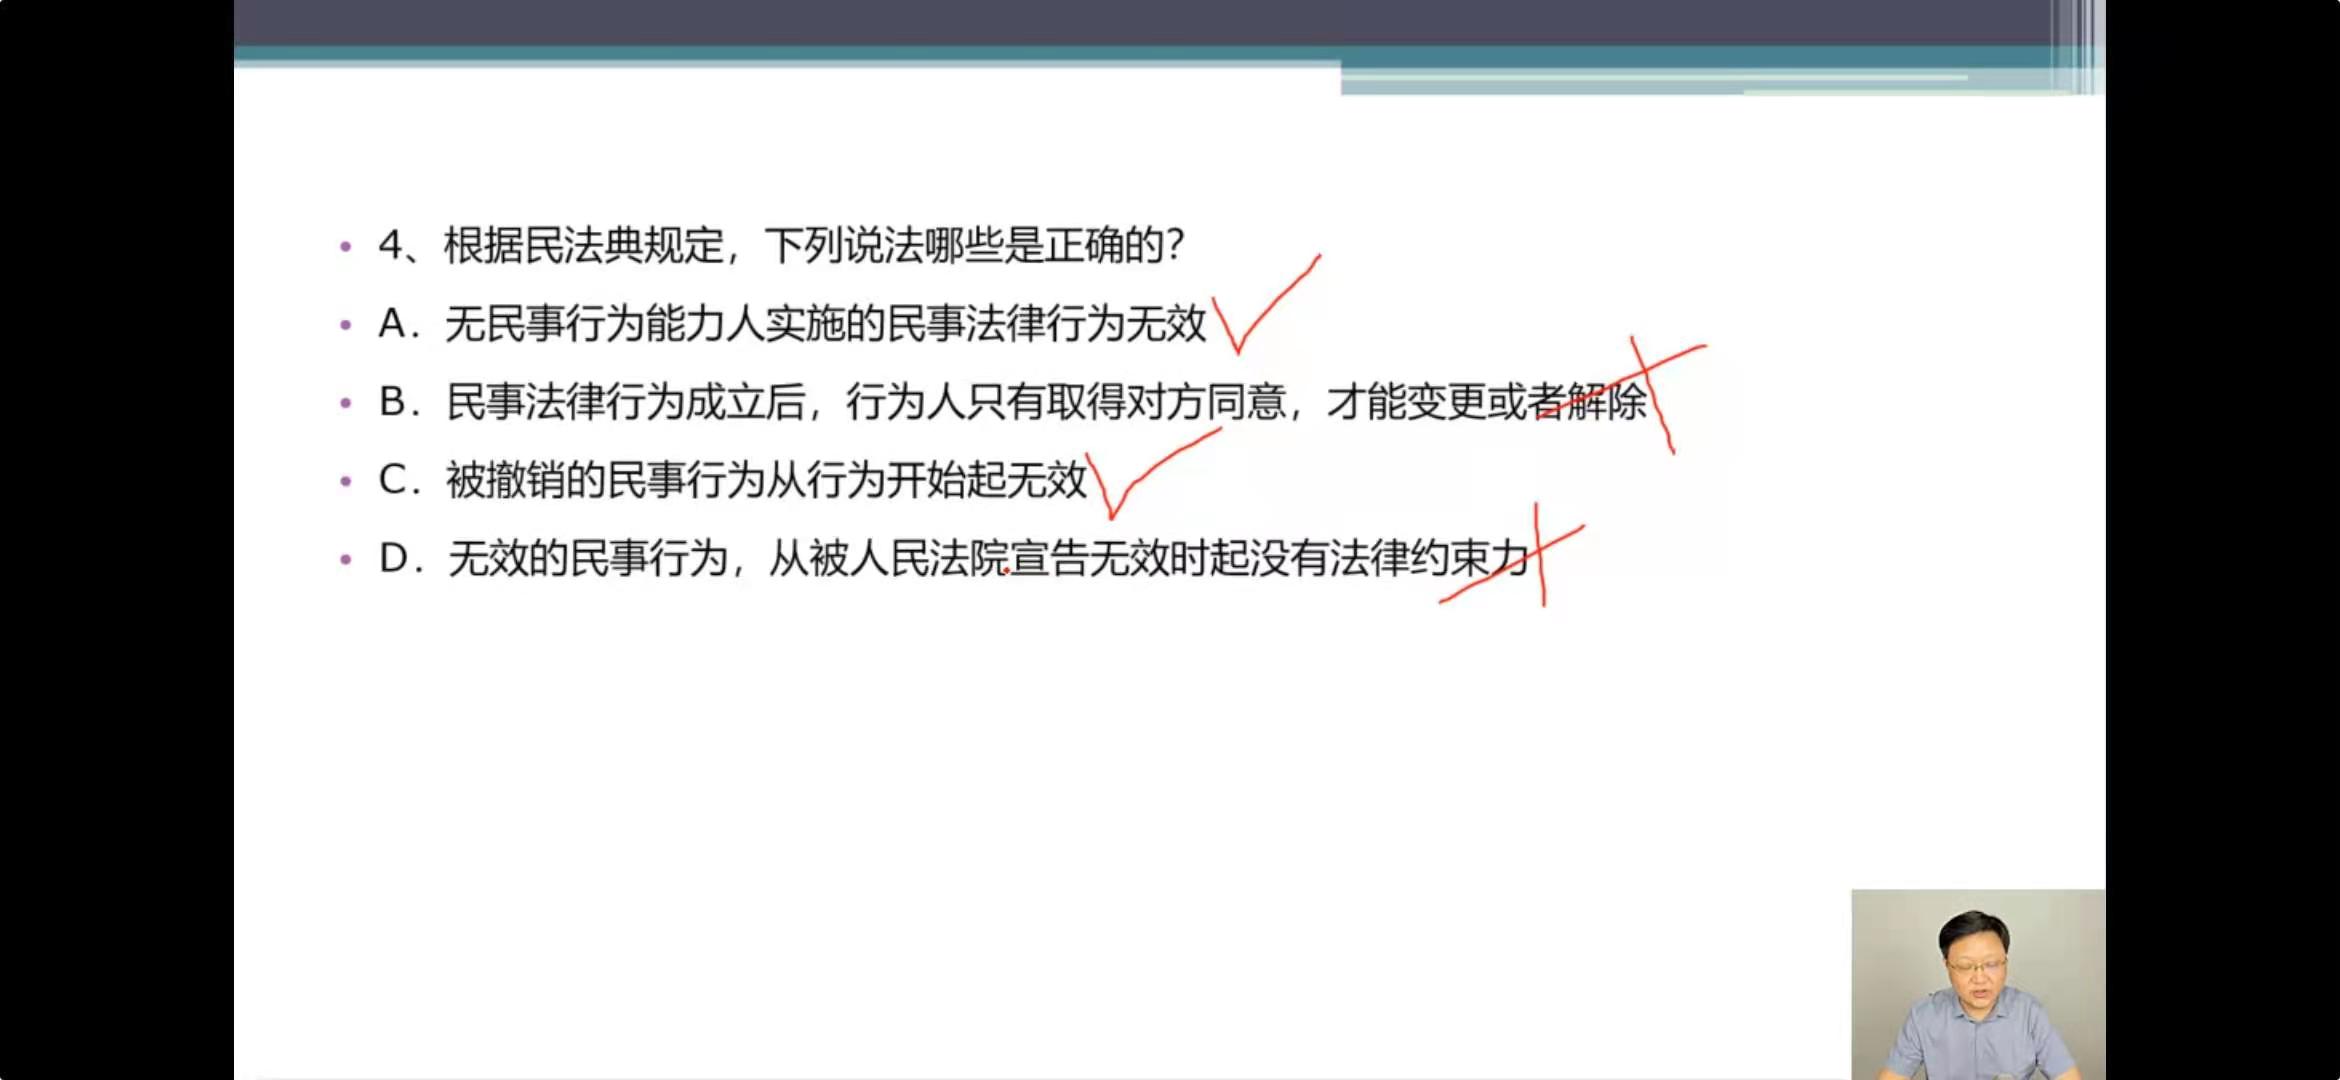 4、根据民法典规定，下列说法哪些是正确的？
A．无民事行为能力人实施的民事法律行为无效
B．民事法律行为成立后，行为人只有取得对方同意，才能变更或者解除
C．被撤销的民事行为从行为开始起无效
D．无效的民事行为，从被人民法院宣告无效时起没有法律约束力